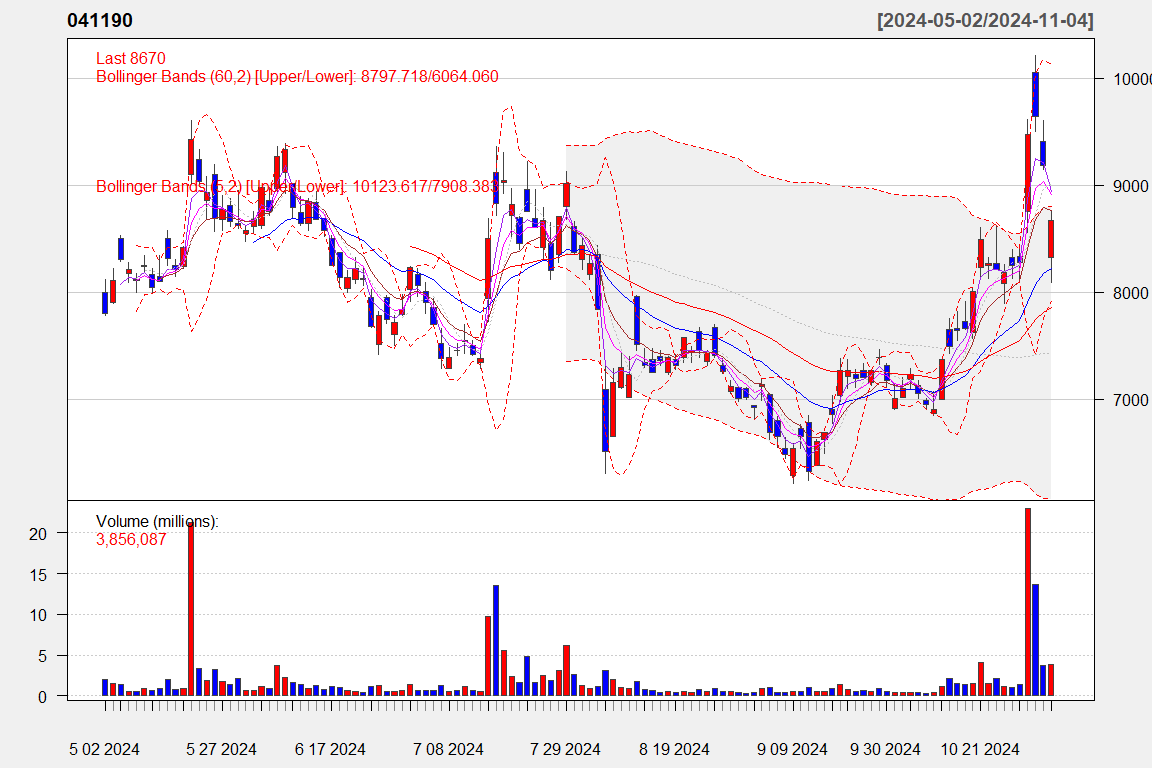 041190 [2024-05-02/2024-11-04]
Last 8670
Bollinger Bands (60,2) [Upper/Lower]: 8797.718/6064.060
10000
Bollinger Bands (5,2) [Upper/Lower]: 10123.617/7908.383
9000
8000
7000
Volume (millions):
3,856,087
20
15
10
5
0
5 02 2024 5 27 2024 6 17 2024 7 08 2024 7 29 2024 8 19 2024 9 09 2024 9 30 2024 10 21 2024